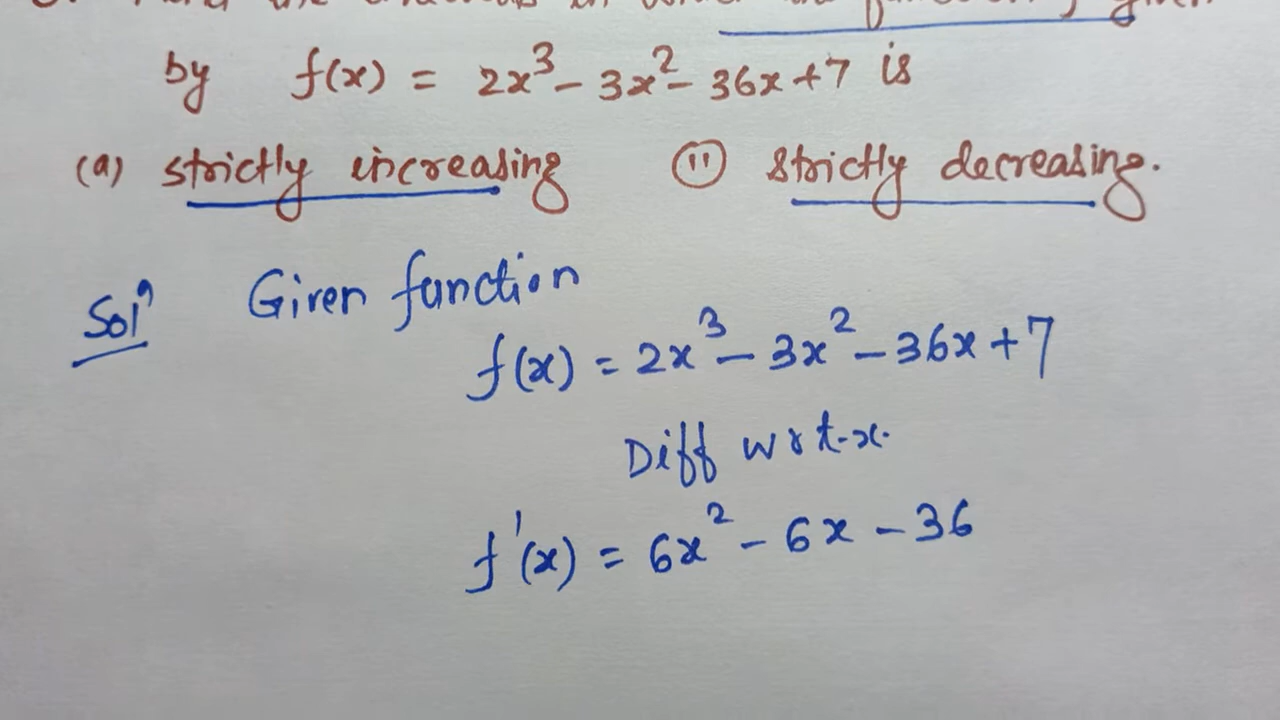 given
by f(x) = 2x³ - 3x² - 36x + 7 is
(a) strictly increasing (ii) strictly decreasing.
Solⁿ Given function
f(x) = 2x³ - 3x² - 36x + 7
Diff w r t. x.
f'(x) = 6x² - 6x - 36